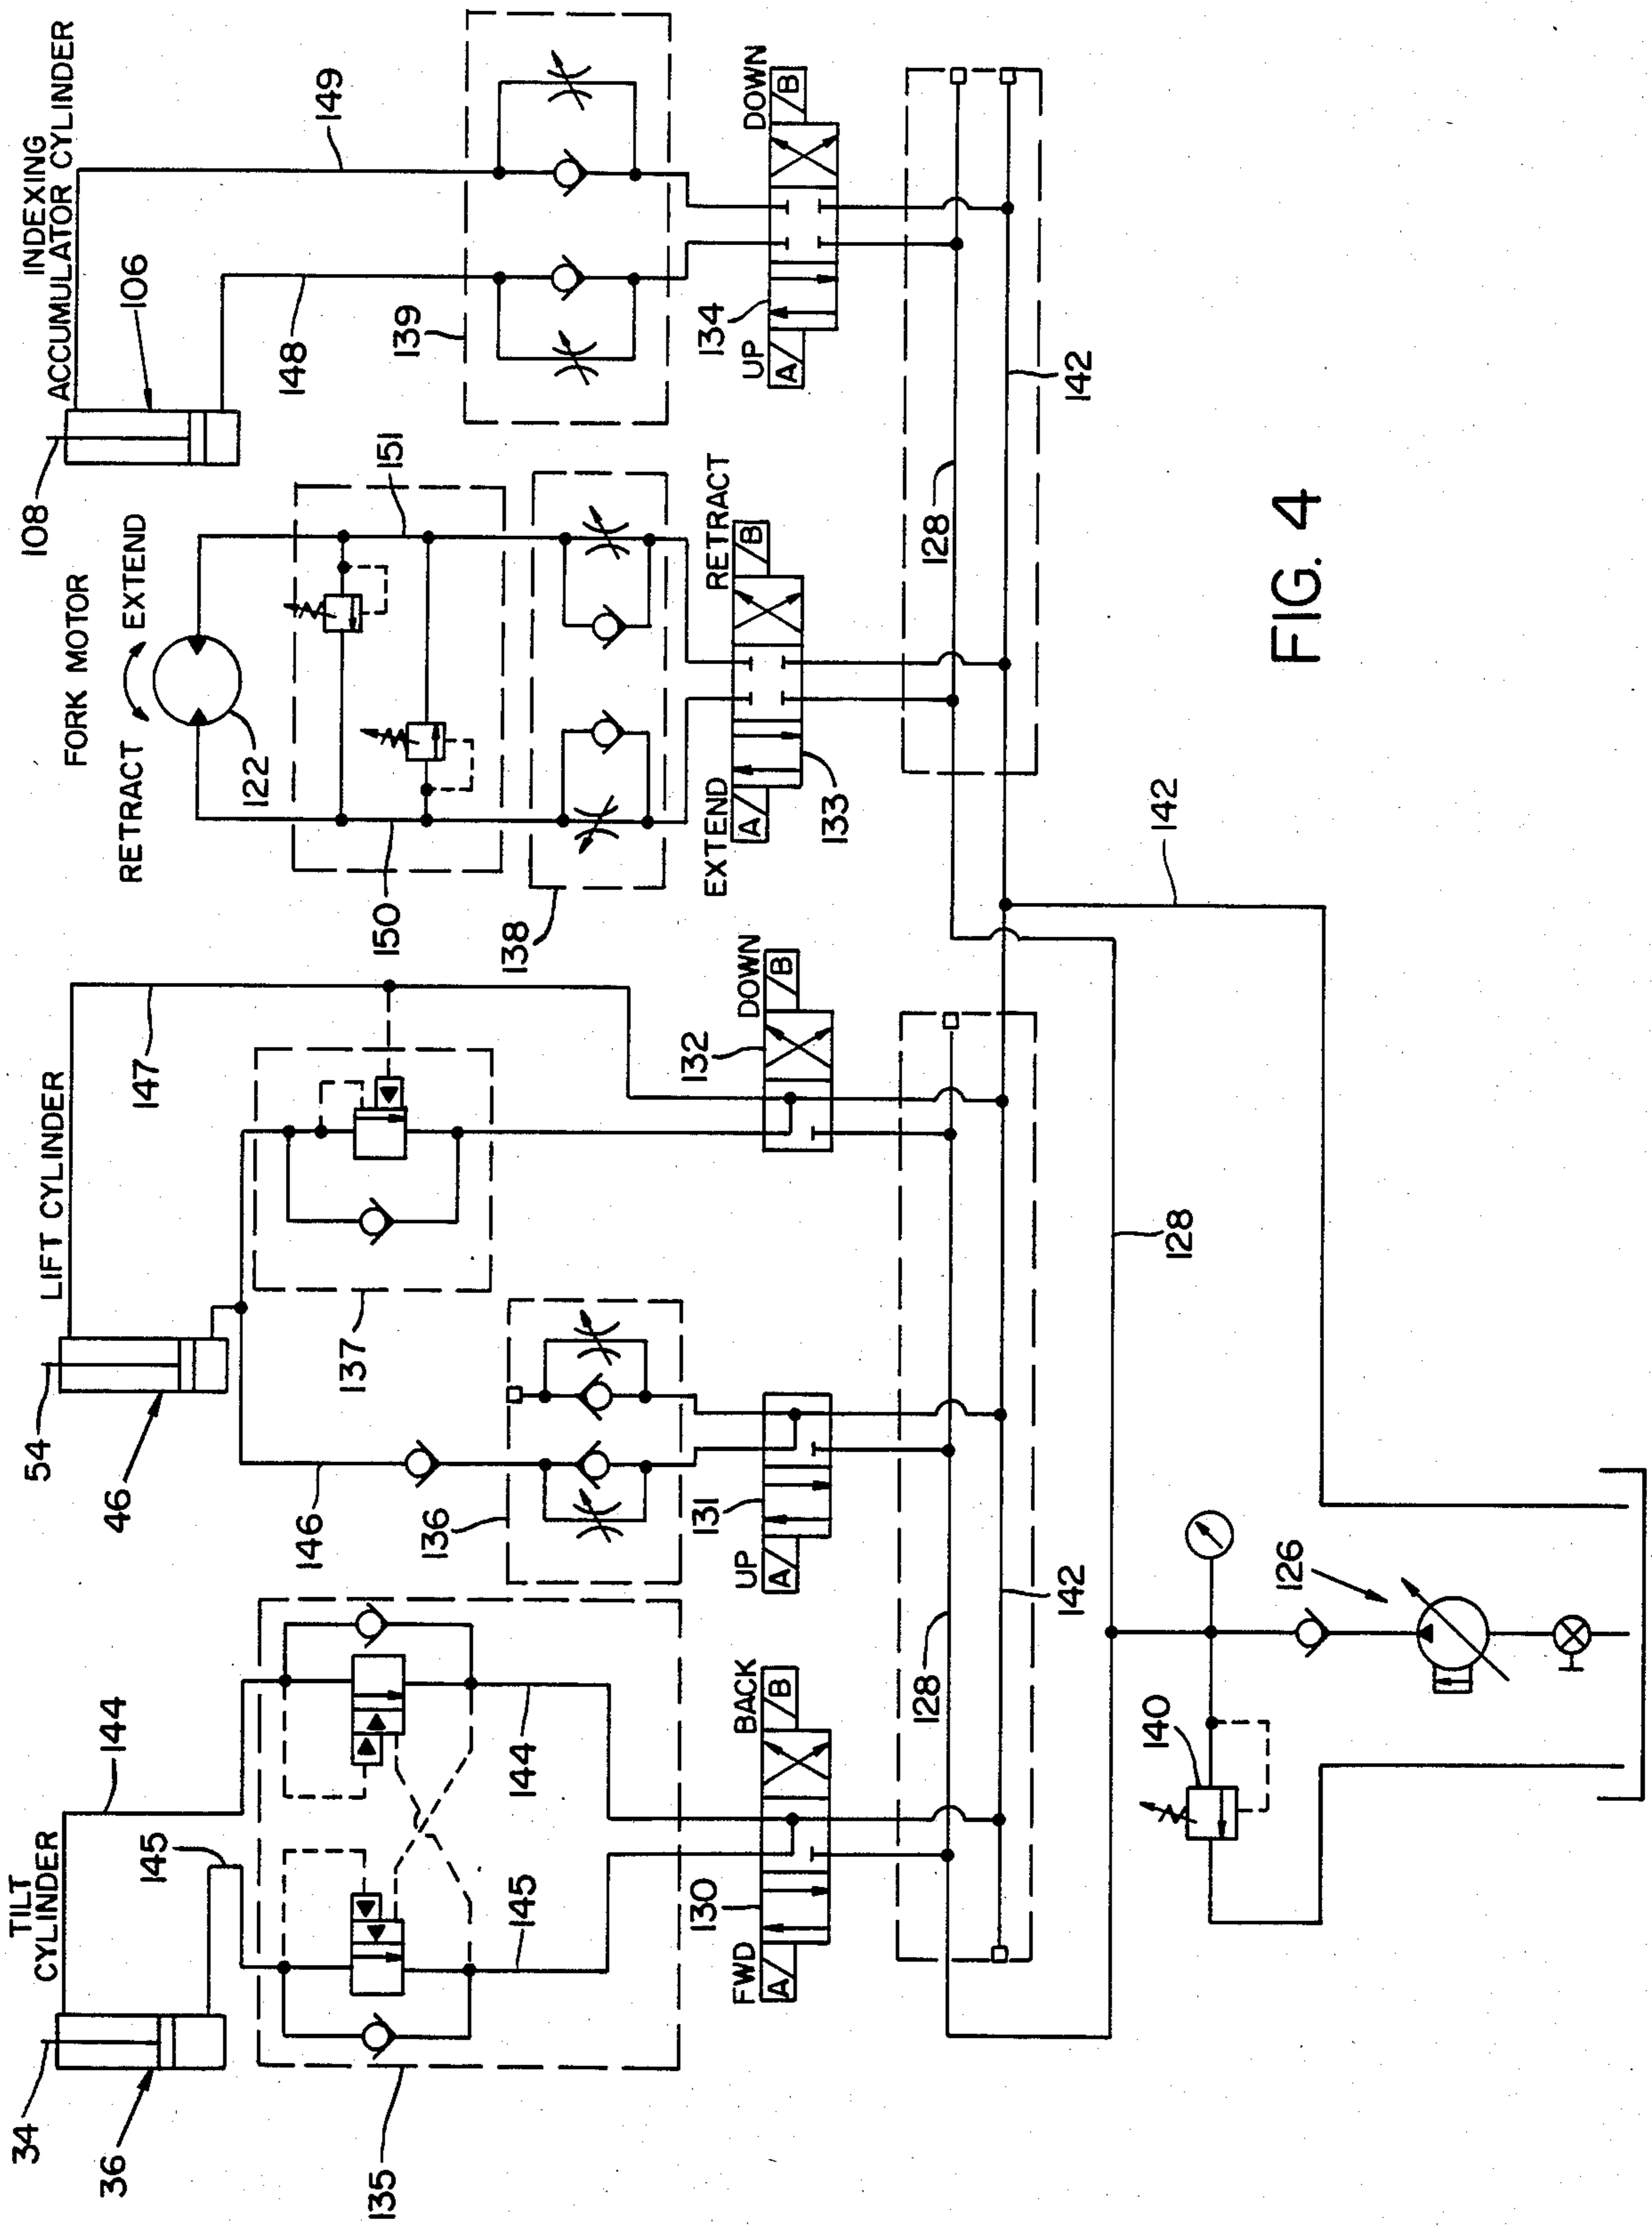 TILT
CYLINDER
34
36
144
145
135
144
145
FWD
A
130
BACK
B
LIFT CYLINDER
54
46
146
147
136
137
UP
A
131
132
DOWN
B
FORK MOTOR
RETRACT
EXTEND
122
150
151
138
EXTEND
A
133
RETRACT
B
INDEXING
ACCUMULATOR CYLINDER
108
106
148
149
139
UP
A
134
DOWN
B
128
142
128
142
142
128
140
126
FIG. 4